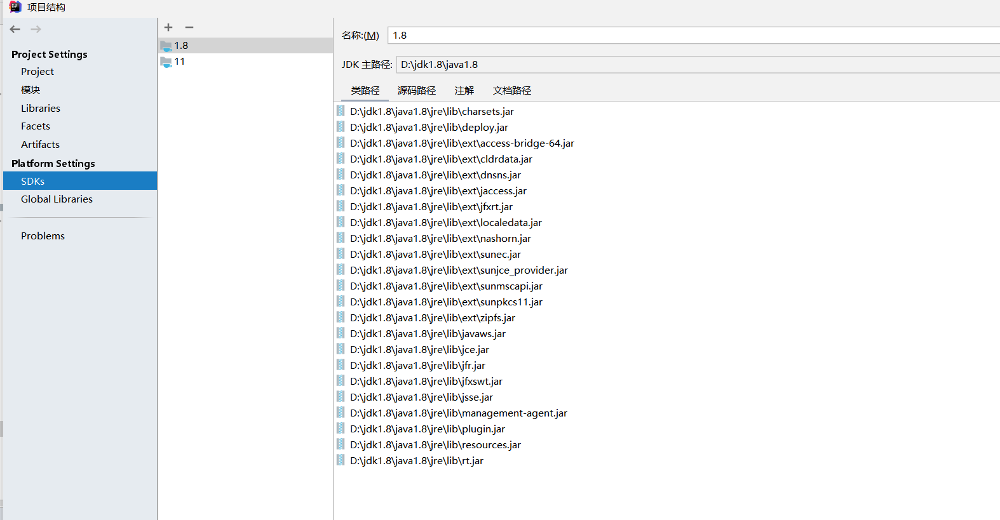 项目结构
Project Settings
Project
模块
Libraries
Facets
Artifacts
Platform Settings
SDKs
Global Libraries
Problems
1.8
11
名称:(M) 1.8
JDK 主路径: D:\jdk1.8\java1.8
类路径 源码路径 注解 文档路径
D:\jdk1.8\java1.8\jre\lib\charsets.jar
D:\jdk1.8\java1.8\jre\lib\deploy.jar
D:\jdk1.8\java1.8\jre\lib\ext\access-bridge-64.jar
D:\jdk1.8\java1.8\jre\lib\ext\cldrdata.jar
D:\jdk1.8\java1.8\jre\lib\ext\dnsns.jar
D:\jdk1.8\java1.8\jre\lib\ext\jaccess.jar
D:\jdk1.8\java1.8\jre\lib\ext\jfxrt.jar
D:\jdk1.8\java1.8\jre\lib\ext\localedata.jar
D:\jdk1.8\java1.8\jre\lib\ext\nashorn.jar
D:\jdk1.8\java1.8\jre\lib\ext\sunec.jar
D:\jdk1.8\java1.8\jre\lib\ext\sunjce_provider.jar
D:\jdk1.8\java1.8\jre\lib\ext\sunmscapi.jar
D:\jdk1.8\java1.8\jre\lib\ext\sunpkcs11.jar
D:\jdk1.8\java1.8\jre\lib\ext\zipfs.jar
D:\jdk1.8\java1.8\jre\lib\javaws.jar
D:\jdk1.8\java1.8\jre\lib\jce.jar
D:\jdk1.8\java1.8\jre\lib\jfr.jar
D:\jdk1.8\java1.8\jre\lib\jfxswt.jar
D:\jdk1.8\java1.8\jre\lib\jsse.jar
D:\jdk1.8\java1.8\jre\lib\management-agent.jar
D:\jdk1.8\java1.8\jre\lib\plugin.jar
D:\jdk1.8\java1.8\jre\lib\resources.jar
D:\jdk1.8\java1.8\jre\lib\rt.jar